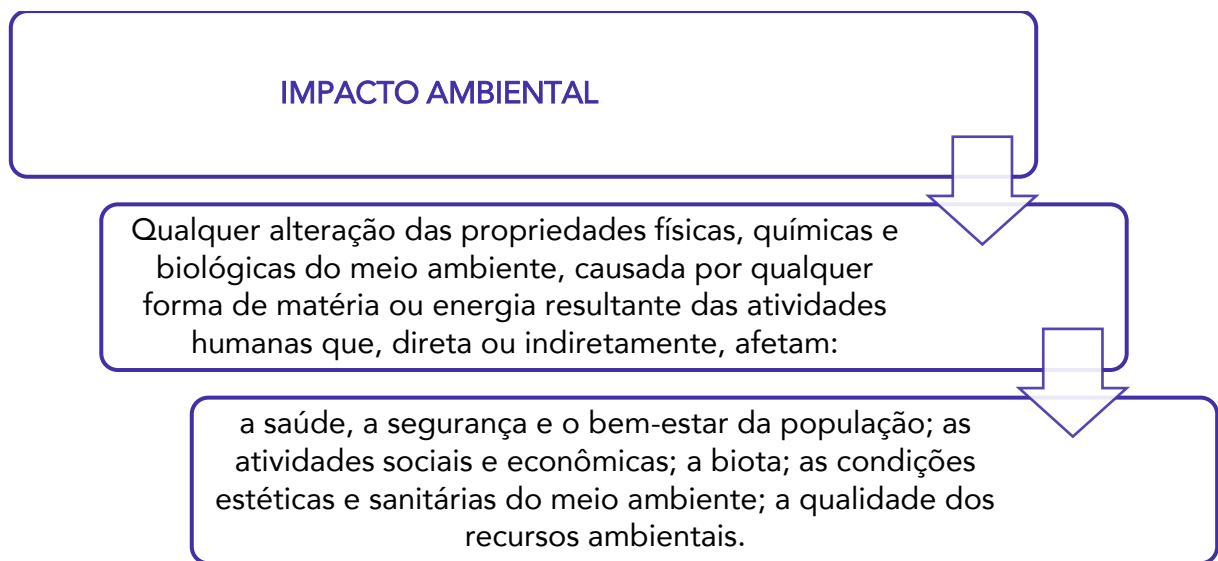 IMPACTO AMBIENTAL
Qualquer alteração das propriedades físicas, químicas e
biológicas do meio ambiente, causada por qualquer
forma de matéria ou energia resultante das atividades
humanas que, direta ou indiretamente, afetam:
a saúde, a segurança e o bem-estar da população; as
atividades sociais e econômicas; a biota; as condições
estéticas e sanitárias do meio ambiente; a qualidade dos
recursos ambientais.